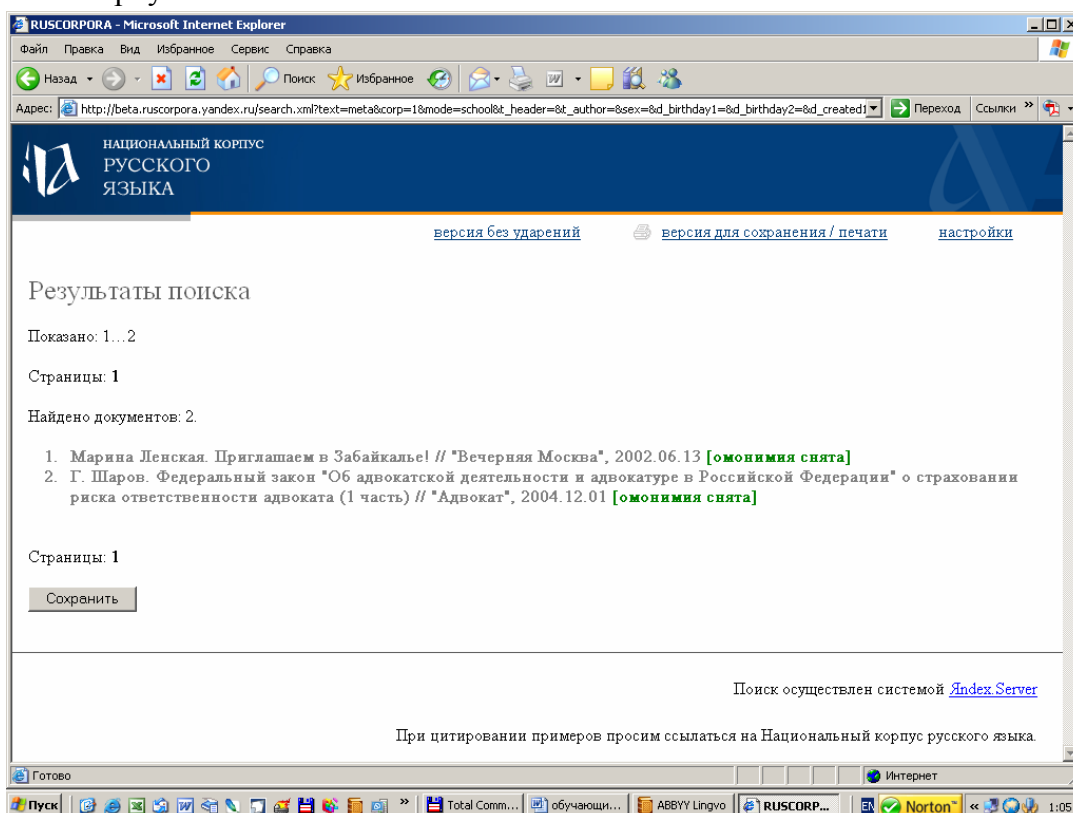 RUSCORPORA - Microsoft Internet Explorer
Файл Правка Вид Избранное Сервис Справка
Назад Поиск Избранное
Адрес: http://beta.ruscorpora.yandex.ru/search.xml?text=meta&corp=1&mode=school&t_header=&t_author=&sex=&d_birthday1=&d_birthday2=&d_created1 Переход Ссылки »
НАЦИОНАЛЬНЫЙ КОРПУС
РУССКОГО
ЯЗЫКА
версия без ударений версия для сохранения / печати настройки
Результаты поиска
Показано: 1...2
Страницы: 1
Найдено документов: 2.
1. Марина Ленская. Приглашаем в Забайкалье! // "Вечерняя Москва", 2002.06.13 [омонимия снята]
2. Г. Шаров. Федеральный закон "Об адвокатской деятельности и адвокатуре в Российской Федерации" о страховании
риска ответственности адвоката (1 часть) // "Адвокат", 2004.12.01 [омонимия снята]
Страницы: 1
Сохранить
Поиск осуществлен системой Яndex.Server
При цитировании примеров просим ссылаться на Национальный корпус русского языка.
Готово Интернет
Пуск » Total Comm... обучающи... ABBYY Lingvo RUSCORP... EN Norton™ « 1:05